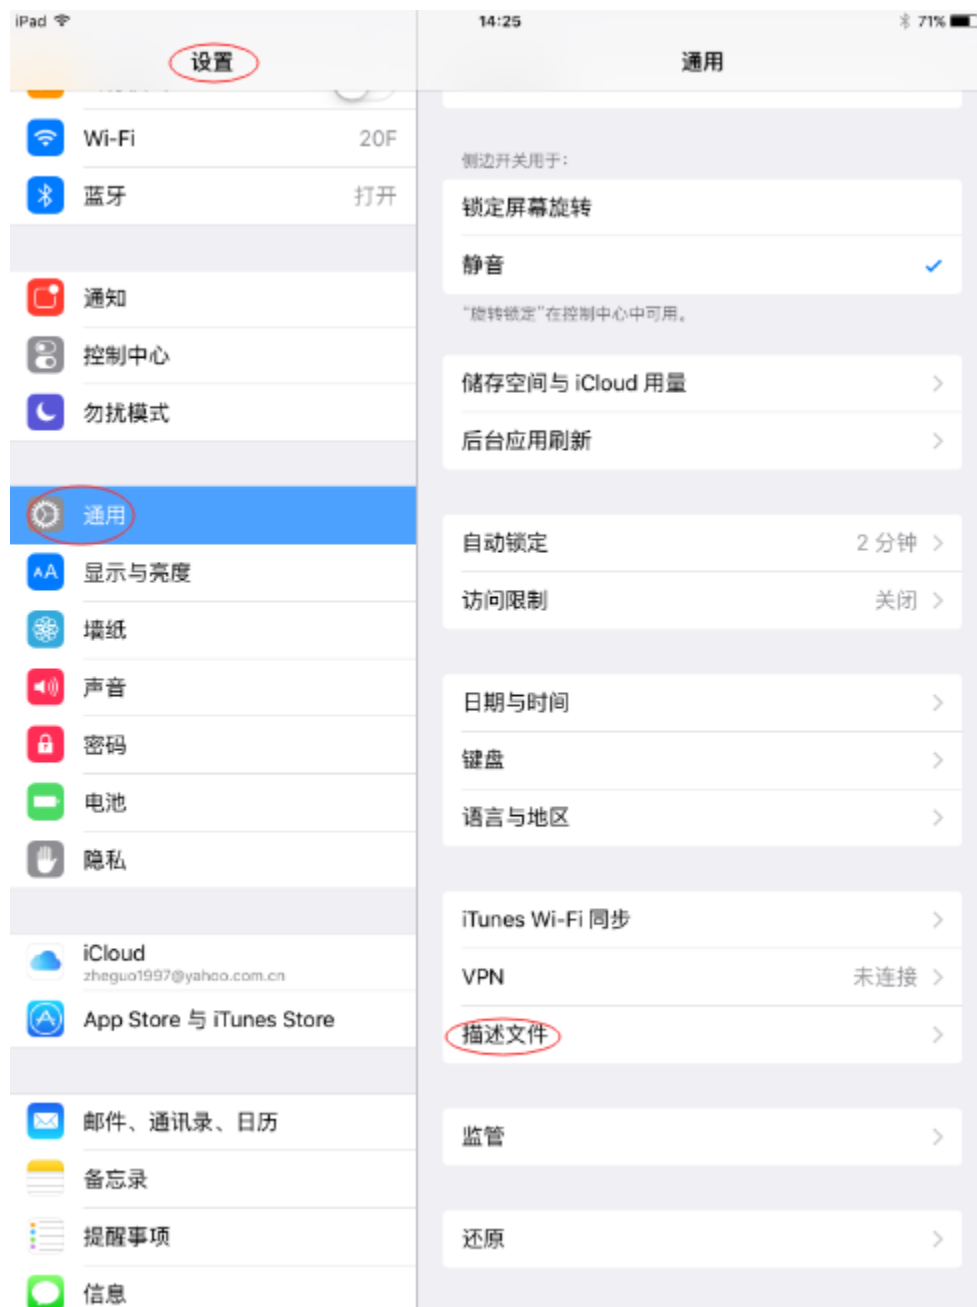 iPad
14:25
71%
设置
通用
Wi-Fi
20F
蓝牙
打开
通知
控制中心
勿扰模式
通用
显示与亮度
墙纸
声音
密码
电池
隐私
iCloud
zheguo1997@yahoo.com.cn
App Store 与 iTunes Store
邮件、通讯录、日历
备忘录
提醒事项
信息
侧边开关用于：
锁定屏幕旋转
静音
“旋转锁定”在控制中心中可用。
储存空间与 iCloud 用量
后台应用刷新
自动锁定
2 分钟
访问限制
关闭
日期与时间
键盘
语言与地区
iTunes Wi-Fi 同步
VPN
未连接
描述文件
监管
还原